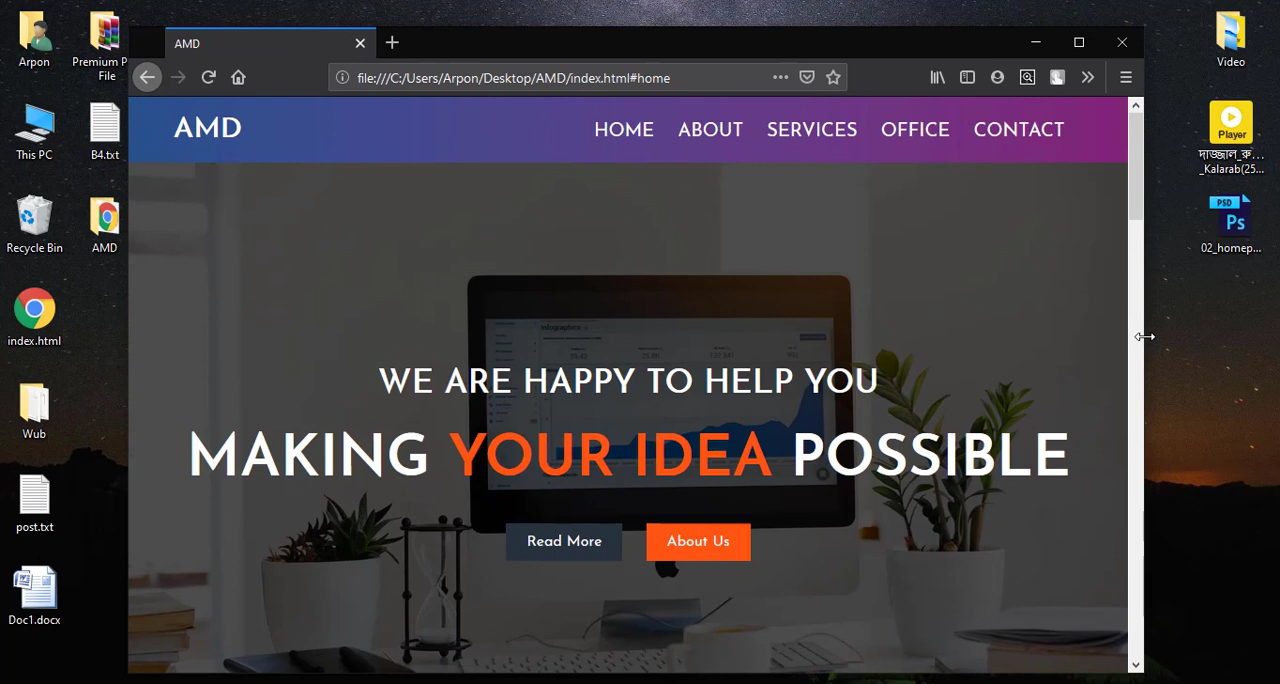 Arpon
Premium P
File
This PC
B4.txt
Recycle Bin
AMD
index.html
Wub
post.txt
Doc1.docx
AMD
file:///C:/Users/Arpon/Desktop/AMD/index.html#home
AMD
HOME
ABOUT
SERVICES
OFFICE
CONTACT
Infographics
WE ARE HAPPY TO HELP YOU
MAKING YOUR IDEA POSSIBLE
Read More
About Us
Video
Player
দাজ্জাল_রু...
_Kalarab(25...
PSD
Ps
02_homep...